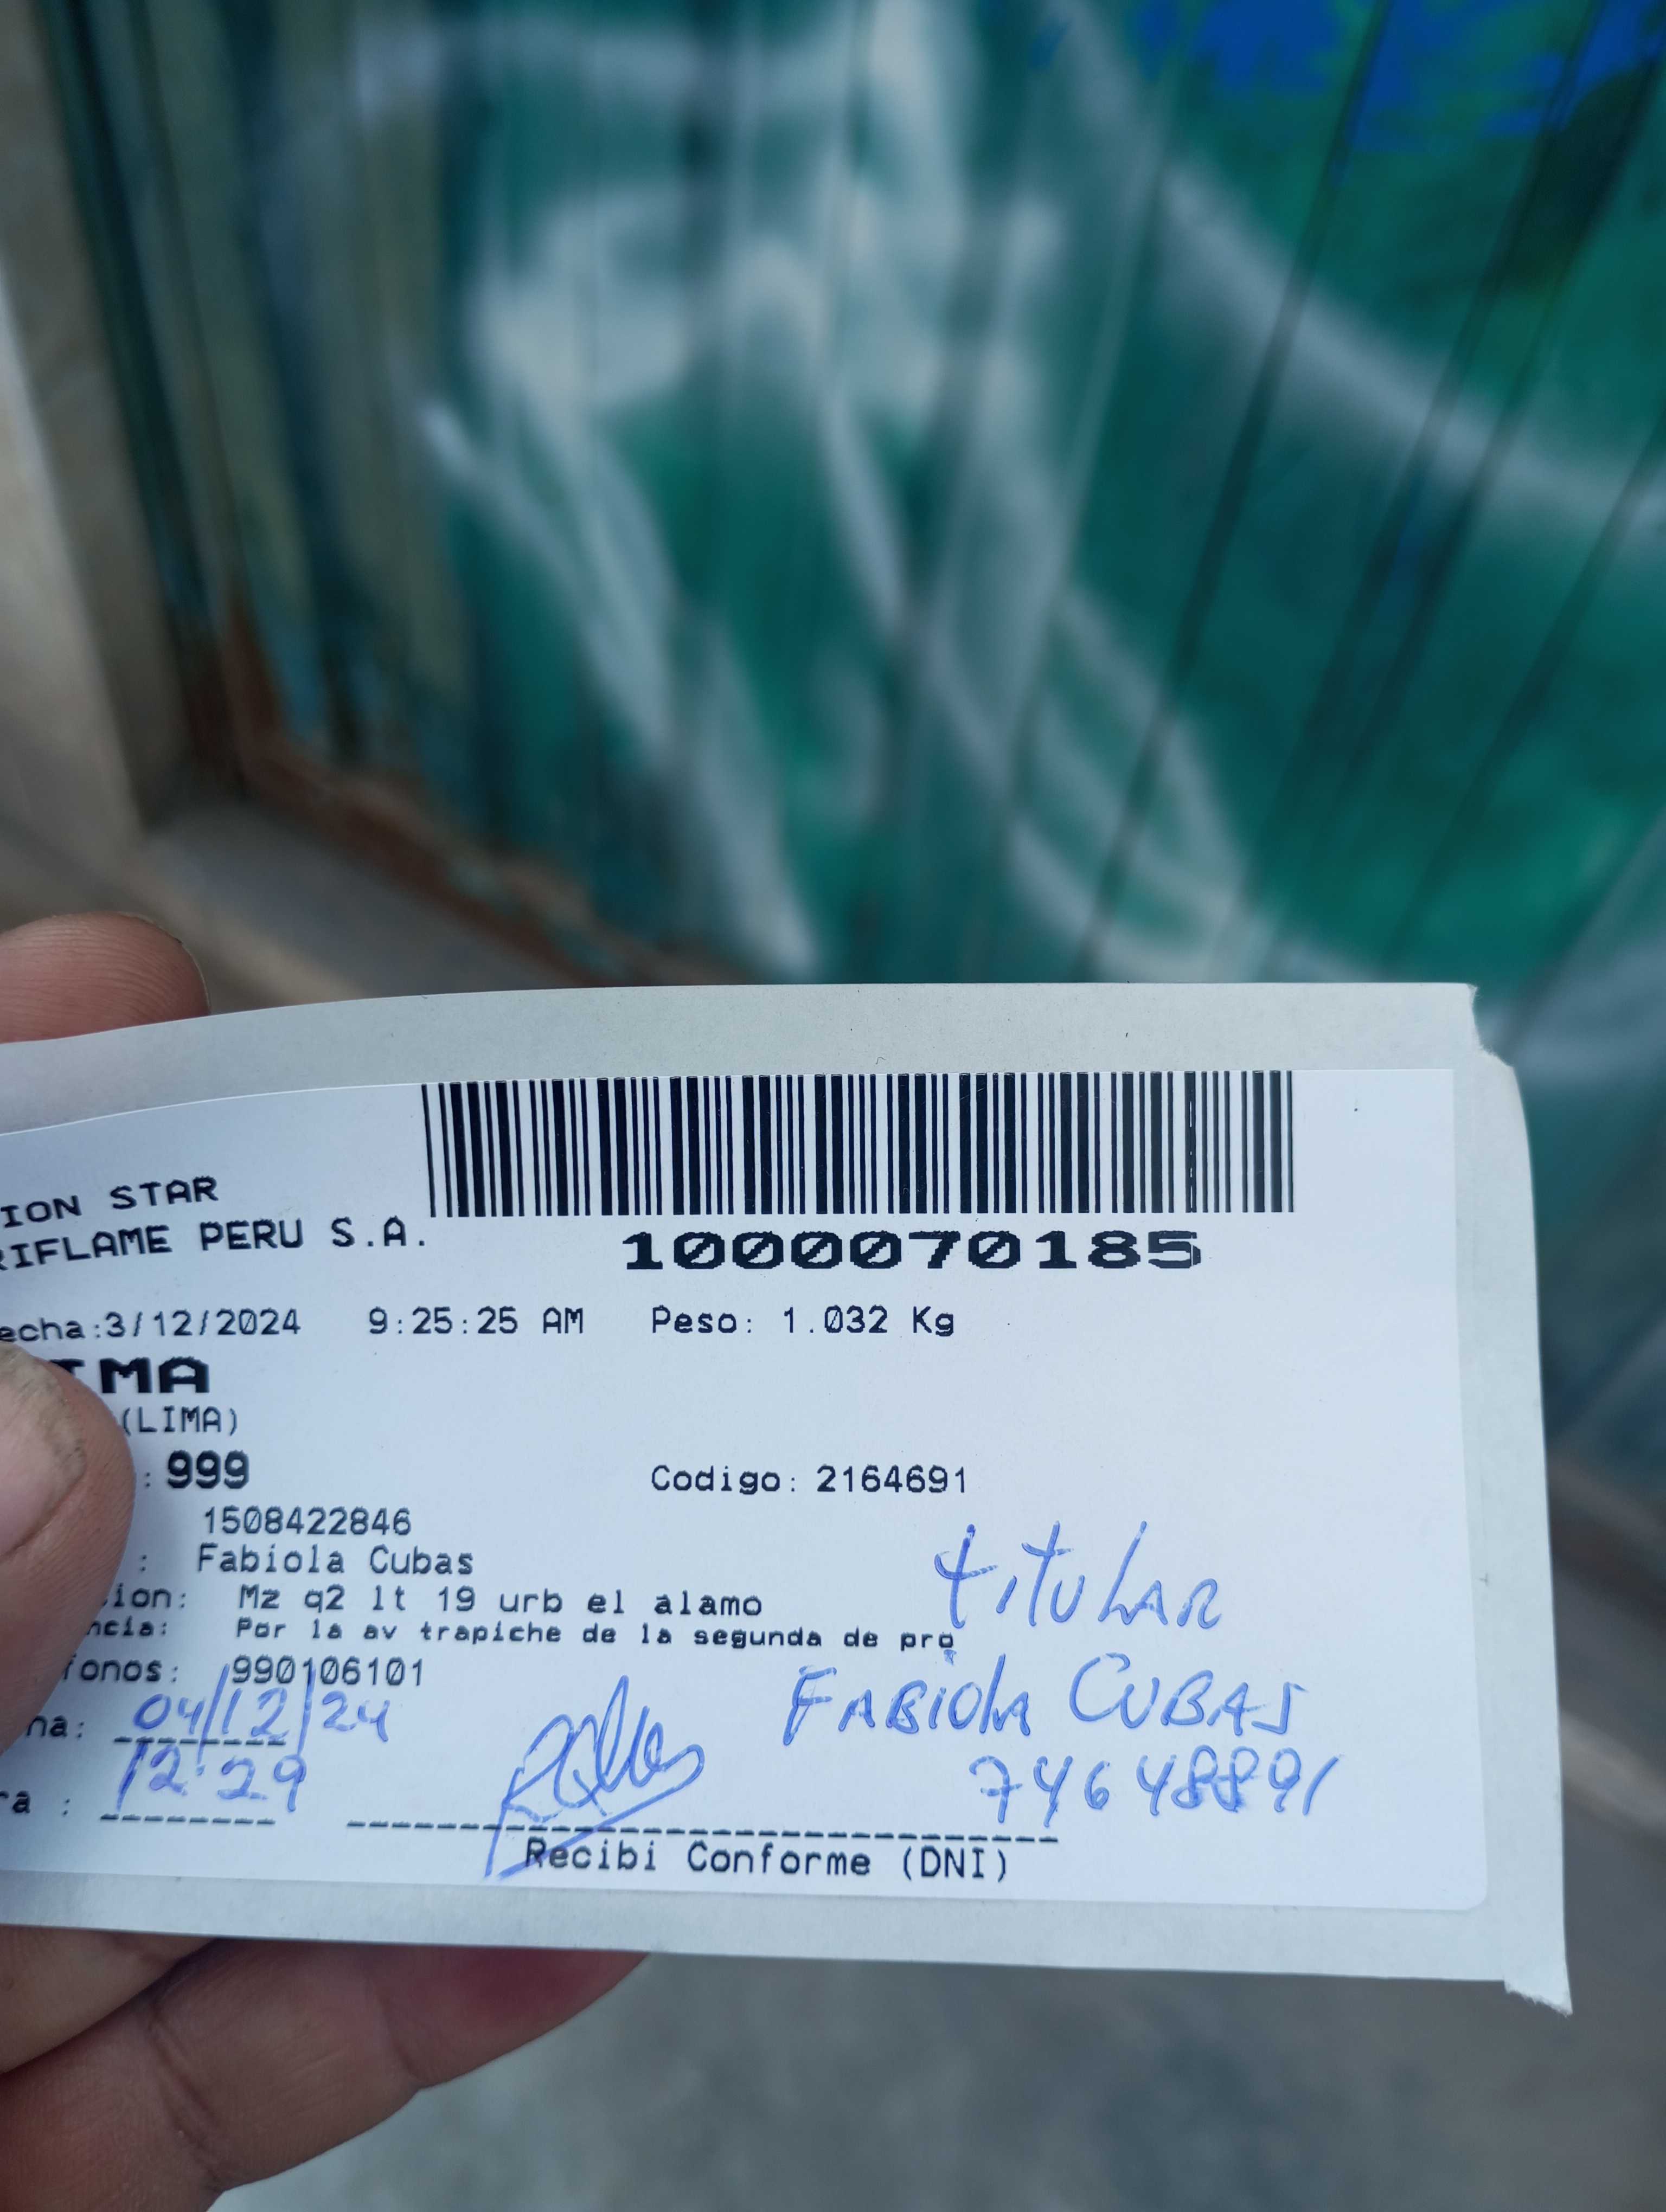 ION STAR
RIFLAME PERU S.A.
1000070185
echa:3/12/2024 9:25:25 AM Peso: 1.032 Kg
IMA
(LIMA)
: 999 Codigo: 2164691
1508422846
: Fabiola Cubas
ion: Mz q2 lt 19 urb el alamo
titular
ncia: Por la av trapiche de la segunda de pro
fonos: 990106101
Fabiola Cubas
na: 04/12/24
74648891
ra : 12:29
Recibi Conforme (DNI)